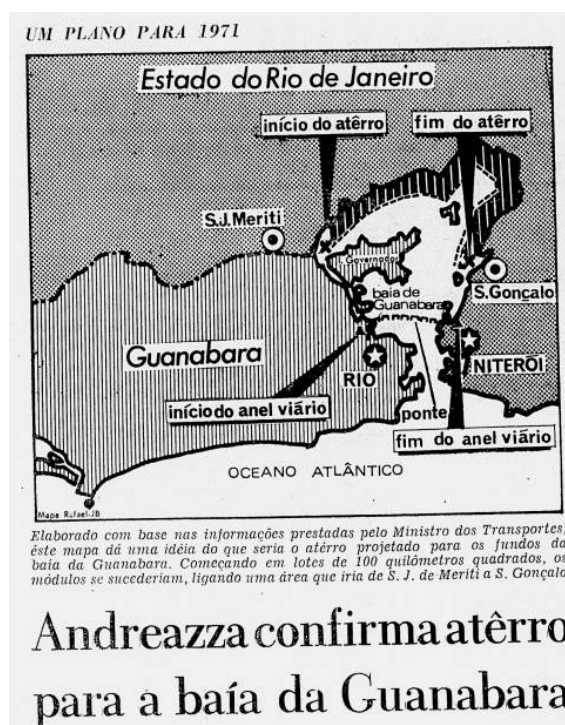 UM PLANO PARA 1971
Estado do Rio de Janeiro
início do atêrro
fim do atêrro
S.J.Meriti
I. Governador
baía de
Guanabara
S.Gonçalo
Guanabara
RIO
NITERÓI
início do anel viário
ponte
fim do anel viário
OCEANO ATLÂNTICO
Mapa Rafael-JB
Elaborado com base nas informações prestadas pelo Ministro dos Transportes,
êste mapa dá uma idéia do que seria o atérro projetado para os fundos da
baía da Guanabara. Começando em lotes de 100 quilômetros quadrados, os
módulos se sucederiam, ligando uma área que iria de S. J. de Meriti a S. Gonçalo
Andreazza confirma atêrro
para a baía da Guanabara